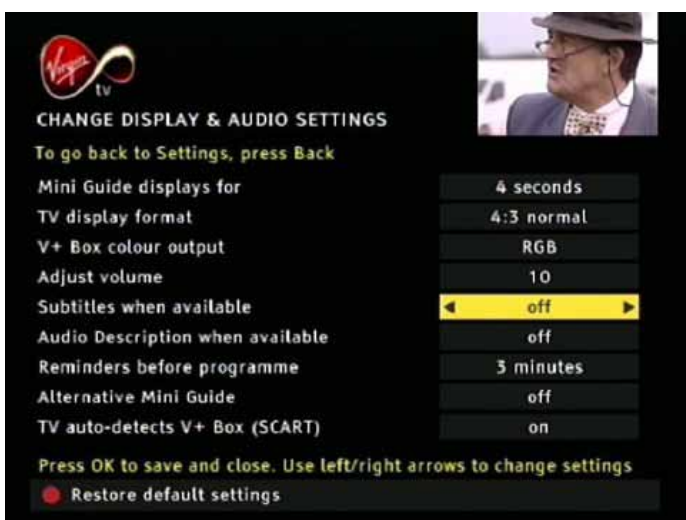 Virgin
tv
CHANGE DISPLAY & AUDIO SETTINGS
To go back to Settings, press Back
Mini Guide displays for 4 seconds
TV display format 4:3 normal
V+ Box colour output RGB
Adjust volume 10
Subtitles when available off
Audio Description when available off
Reminders before programme 3 minutes
Alternative Mini Guide off
TV auto-detects V+ Box (SCART) on
Press OK to save and close. Use left/right arrows to change settings
Restore default settings